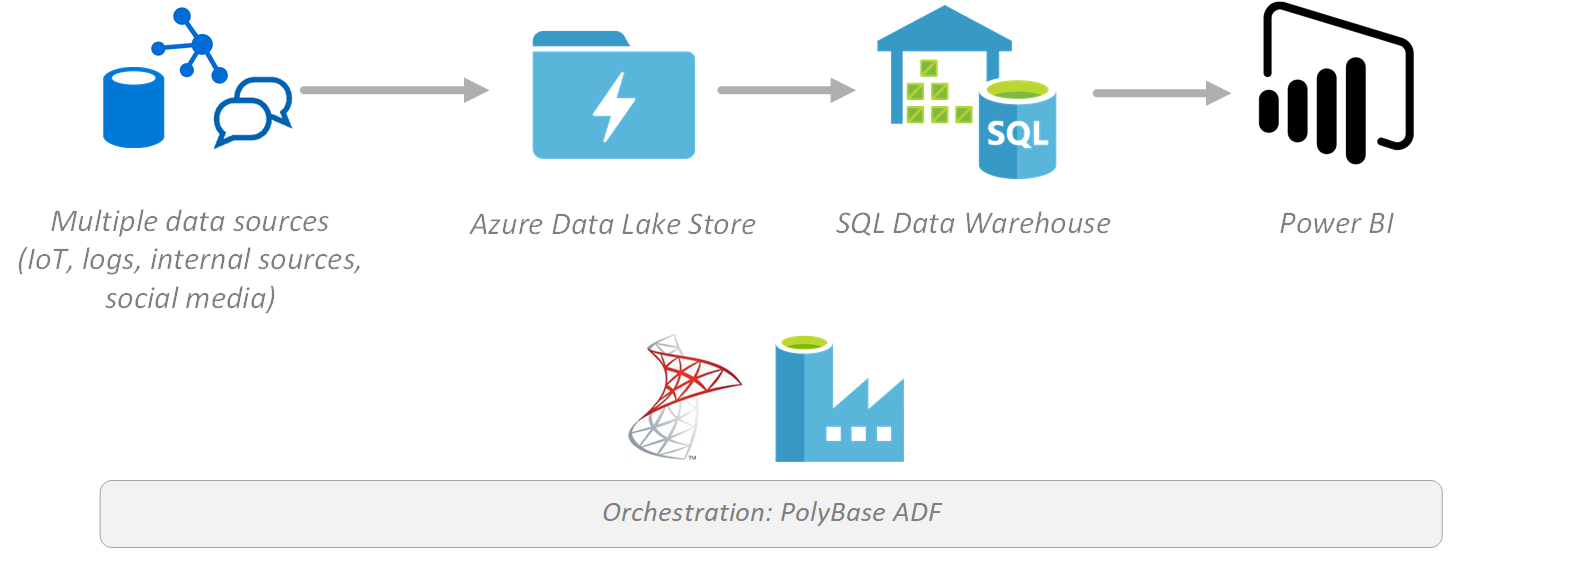 SQL
Multiple data sources
(IoT, logs, internal sources,
social media)
Azure Data Lake Store
SQL Data Warehouse
Power BI
TM
Orchestration: PolyBase ADF